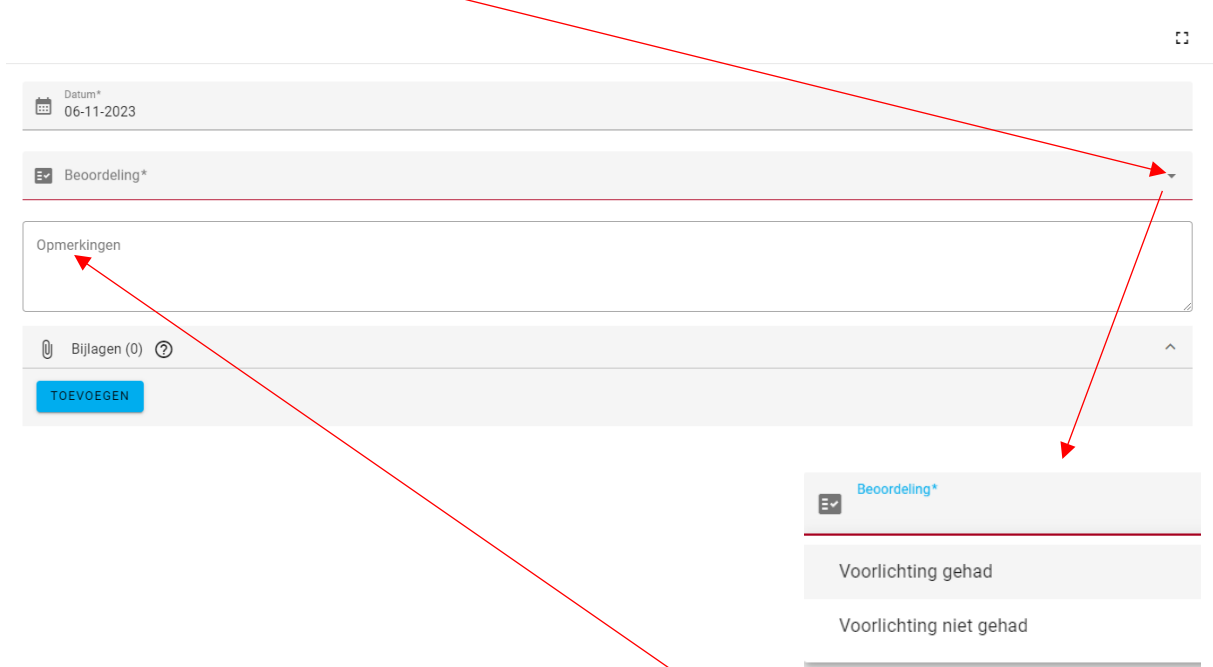 Datum*
06-11-2023
Beoordeling*
Opmerkingen
Bijlagen (0)
TOEVOEGEN
Beoordeling*
Voorlichting gehad
Voorlichting niet gehad